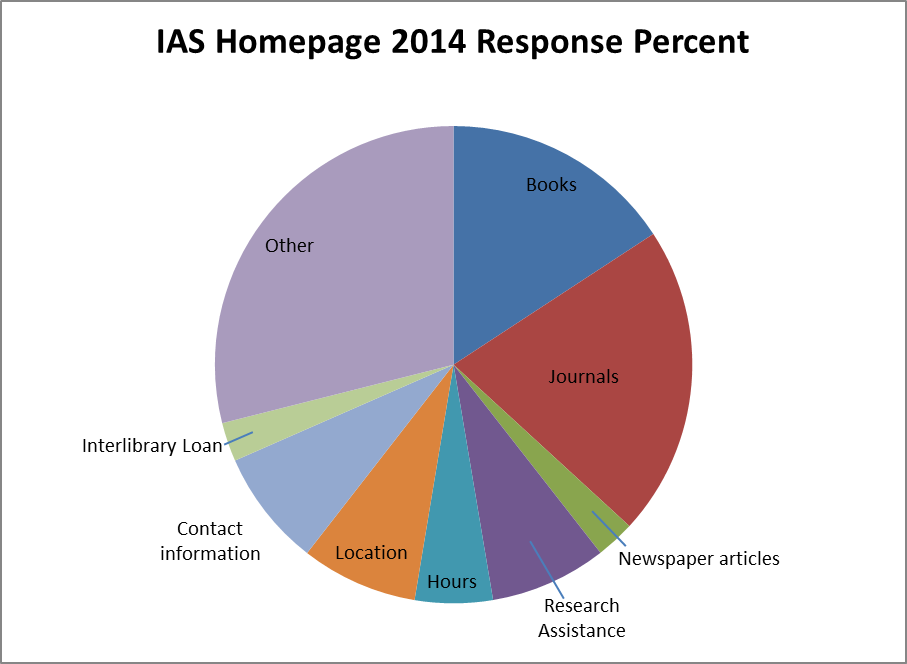 IAS Homepage 2014 Response Percent
Books
Other
Journals
Interlibrary Loan
Contact
information
Location
Hours
Newspaper articles
Research
Assistance